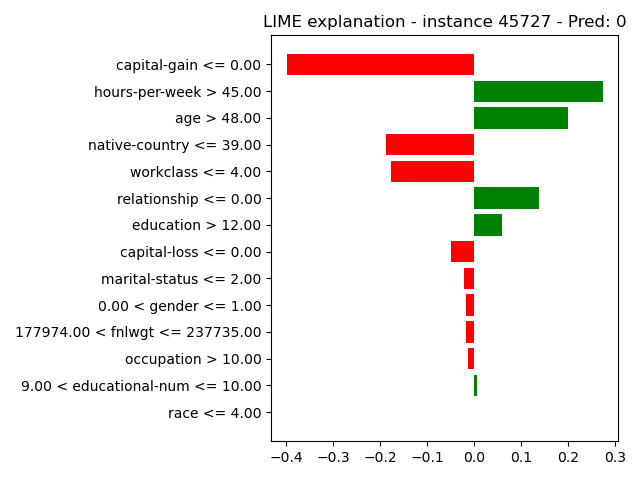 LIME explanation - instance 45727 - Pred: 0
capital-gain <= 0.00
hours-per-week > 45.00
age > 48.00
native-country <= 39.00
workclass <= 4.00
relationship <= 0.00
education > 12.00
capital-loss <= 0.00
marital-status <= 2.00
0.00 < gender <= 1.00
177974.00 < fnlwgt <= 237735.00
occupation > 10.00
9.00 < educational-num <= 10.00
race <= 4.00
−0.4 −0.3 −0.2 −0.1 0.0 0.1 0.2 0.3